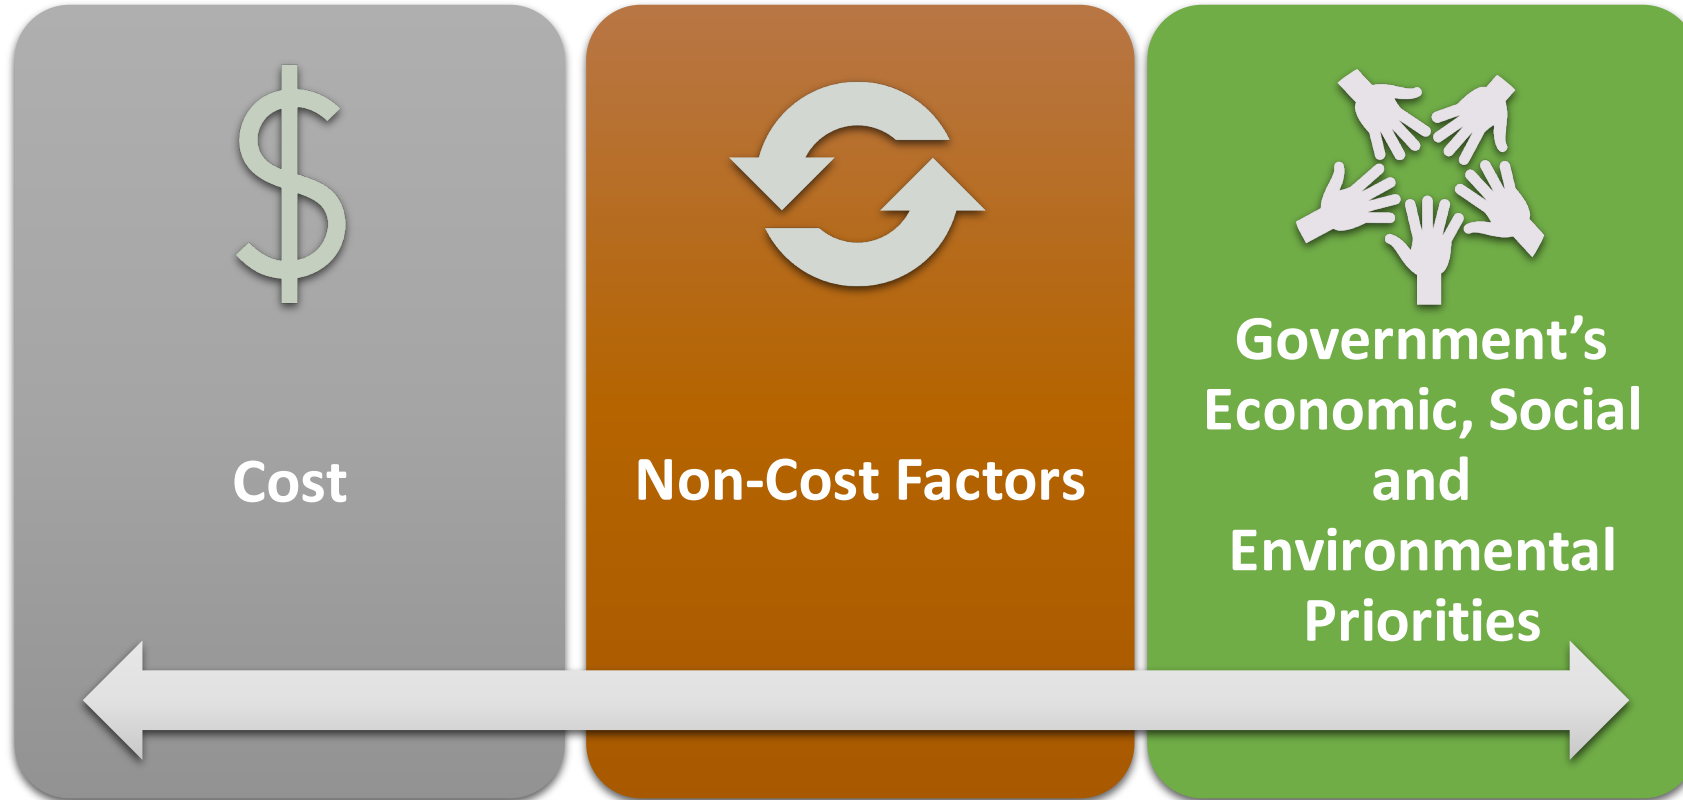 Cost
Non-Cost Factors
Government’s
Economic, Social
and
Environmental
Priorities